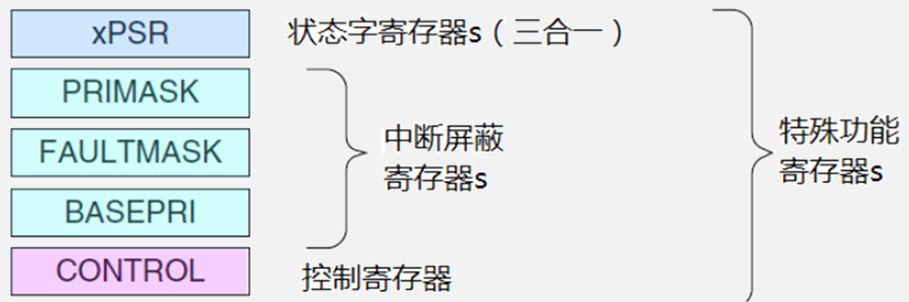 xPSR 状态字寄存器s（三合一）
PRIMASK
FAULTMASK
BASEPRI
中断屏蔽
寄存器s
CONTROL 控制寄存器
特殊功能
寄存器s